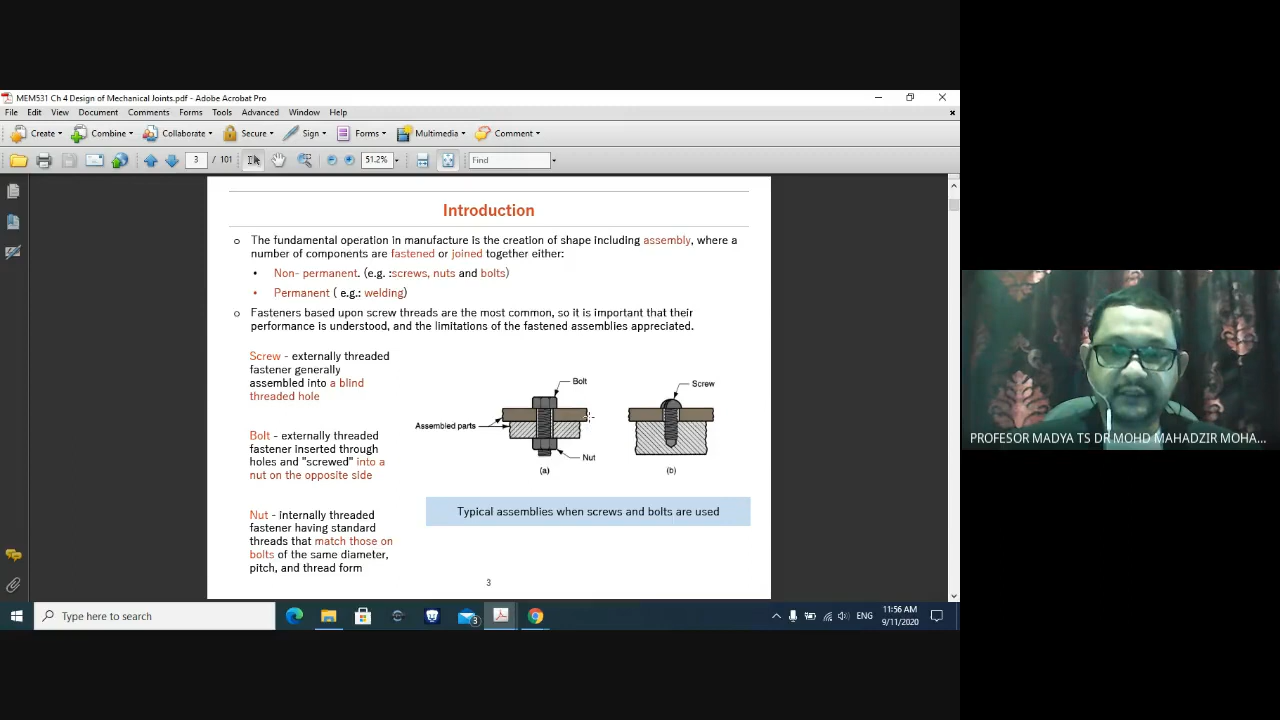 MEM531 Ch 4 Design of Mechanical Joints.pdf - Adobe Acrobat Pro
File Edit View Document Comments Forms Tools Advanced Window Help
Create Combine Collaborate Secure Sign Forms Multimedia Comment
3 / 101 51.2% Find
Introduction
o The fundamental operation in manufacture is the creation of shape including assembly, where a
number of components are fastened or joined together either:
• Non- permanent. (e.g. :screws, nuts and bolts)
• Permanent ( e.g.: welding)
o Fasteners based upon screw threads are the most common, so it is important that their
performance is understood, and the limitations of the fastened assemblies appreciated.
Screw - externally threaded
fastener generally
assembled into a blind
threaded hole
Bolt - externally threaded
fastener inserted through
holes and "screwed" into a
nut on the opposite side
Nut - internally threaded
fastener having standard
threads that match those on
bolts of the same diameter,
pitch, and thread form
Bolt
Screw
Assembled parts
Nut
(a)
(b)
Typical assemblies when screws and bolts are used
3
PROFESOR MADYA TS DR MOHD MAHADZIR MOHA...
Type here to search
3
ENG
11:56 AM
9/11/2020